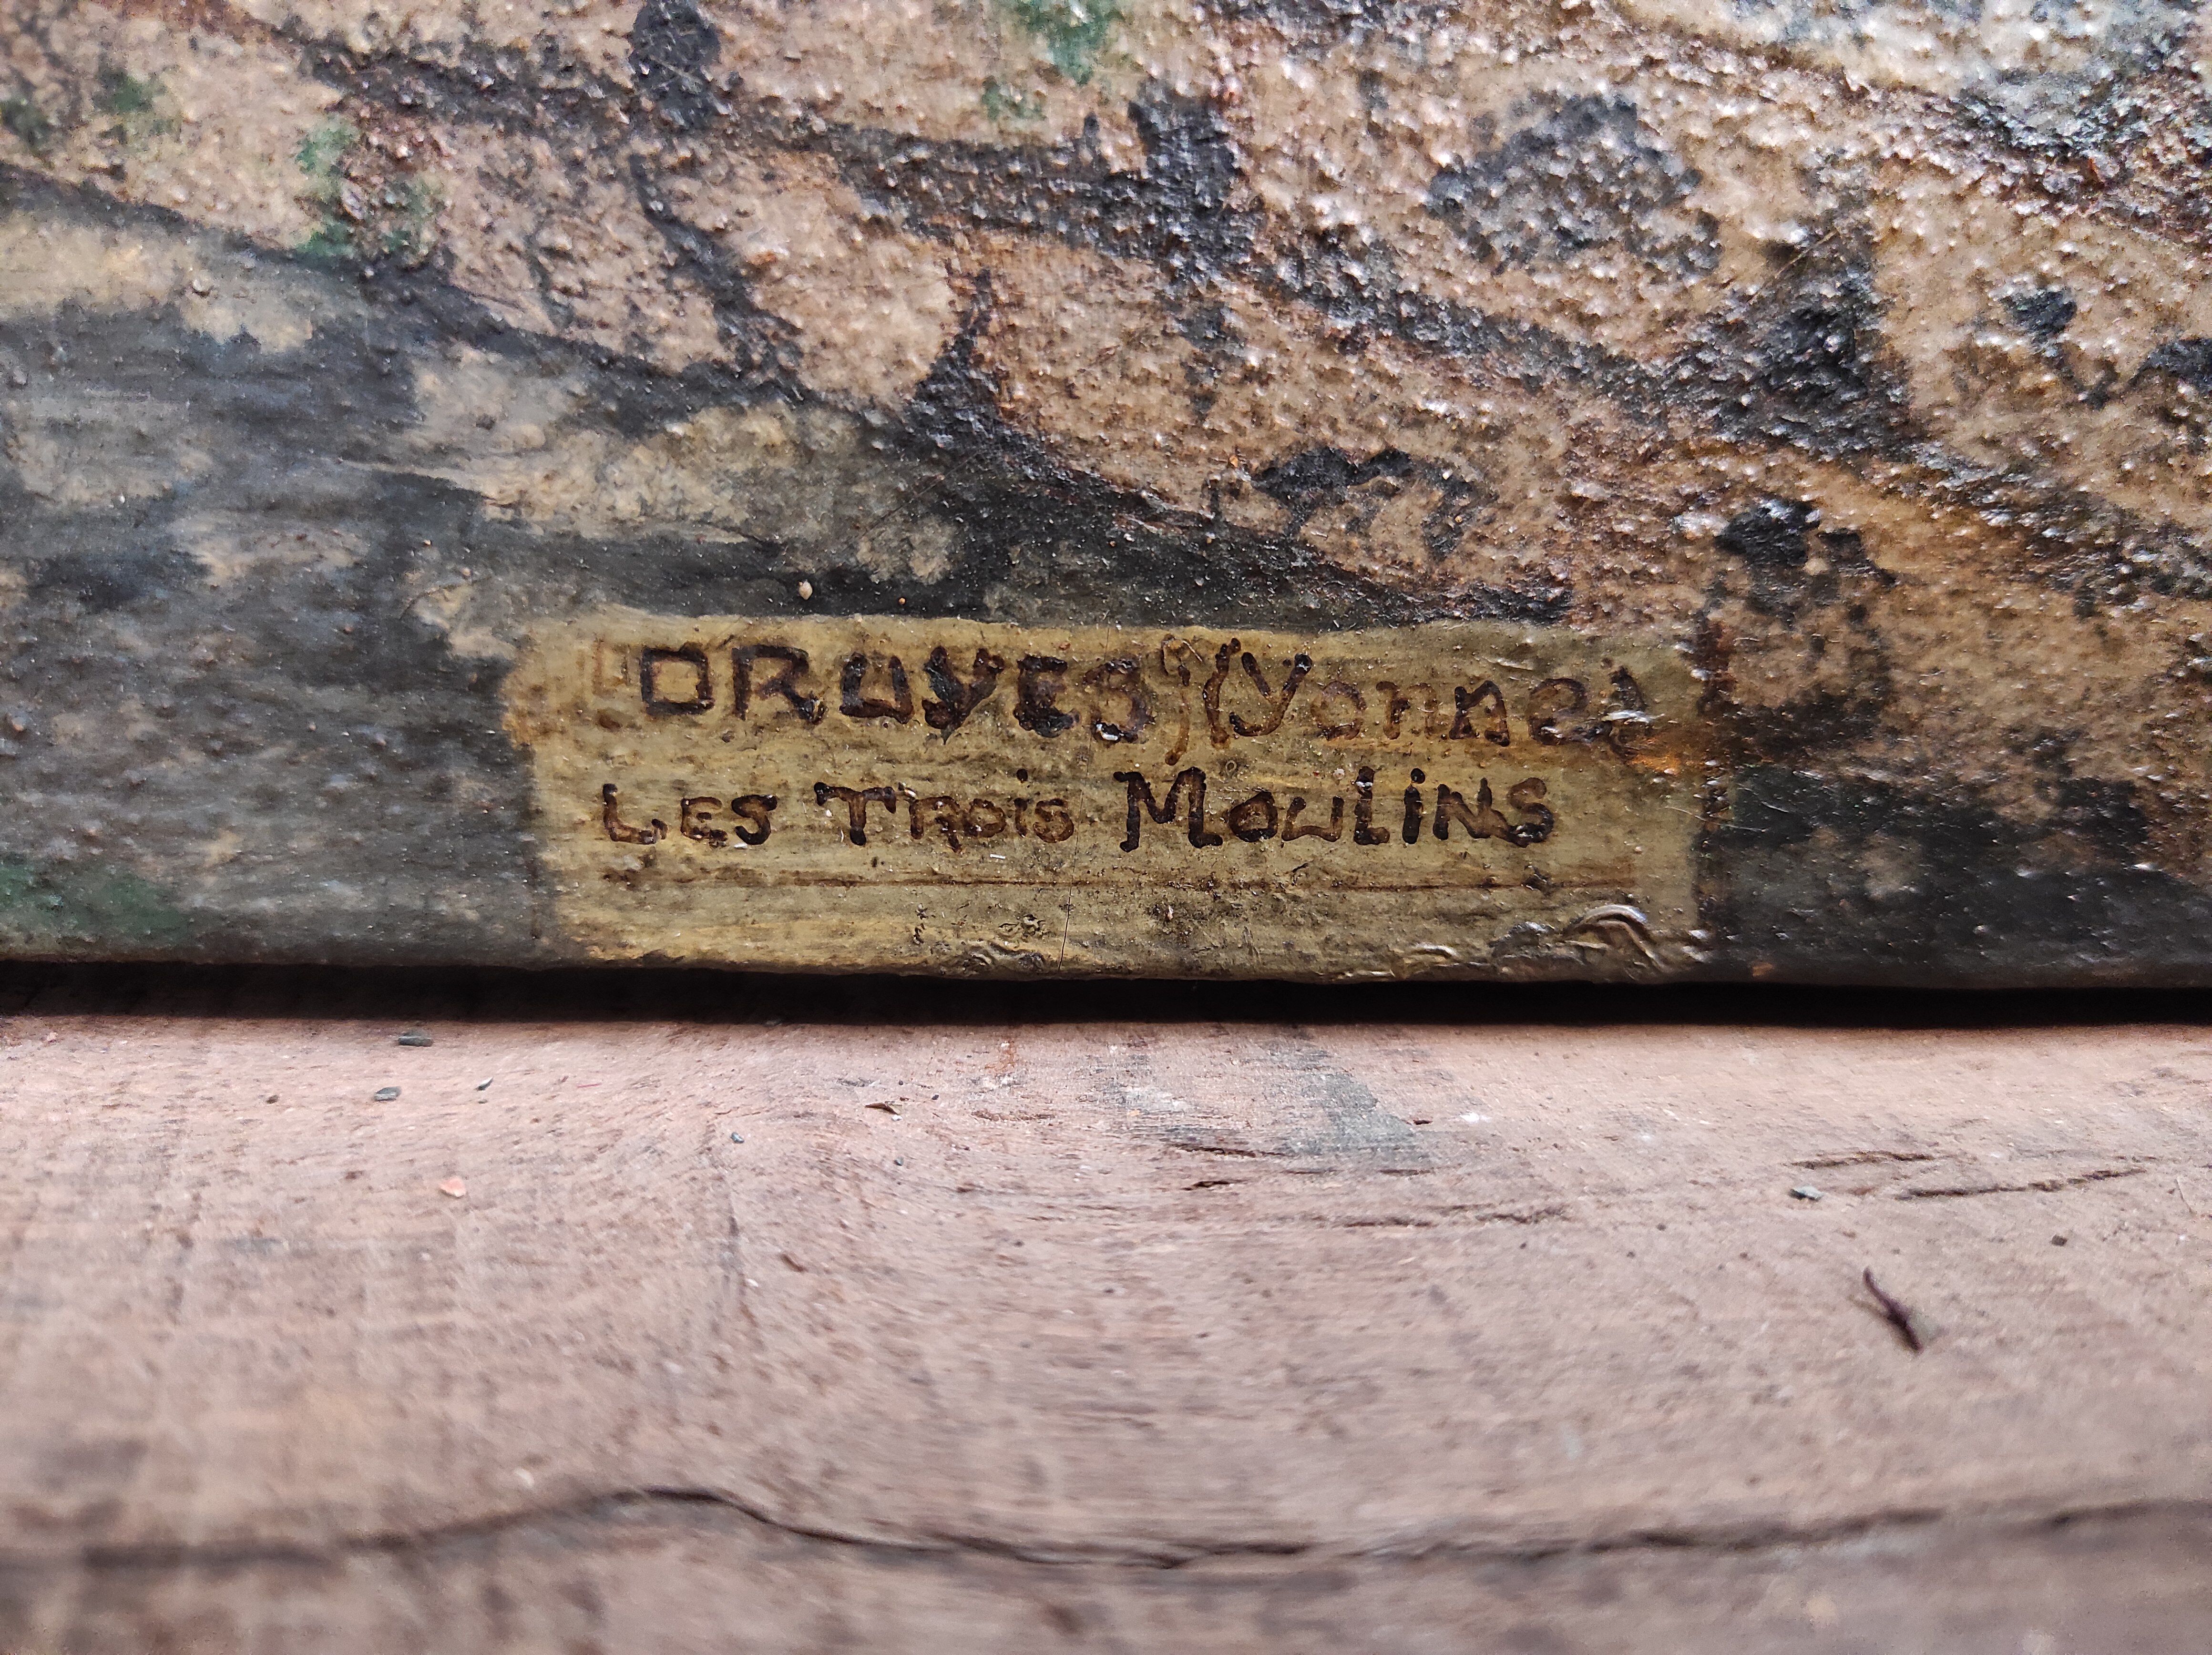 "DRUYES" (Yonne)
LES TROIS MOULINS